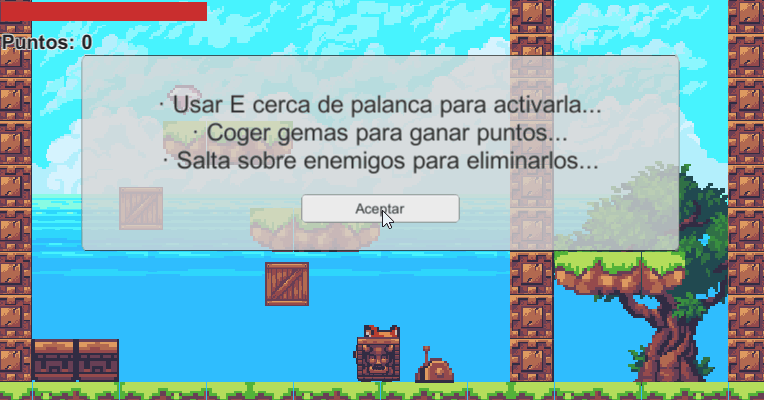 Puntos: 0
· Usar E cerca de palanca para activarla...
· Coger gemas para ganar puntos...
· Salta sobre enemigos para eliminarlos...
Aceptar